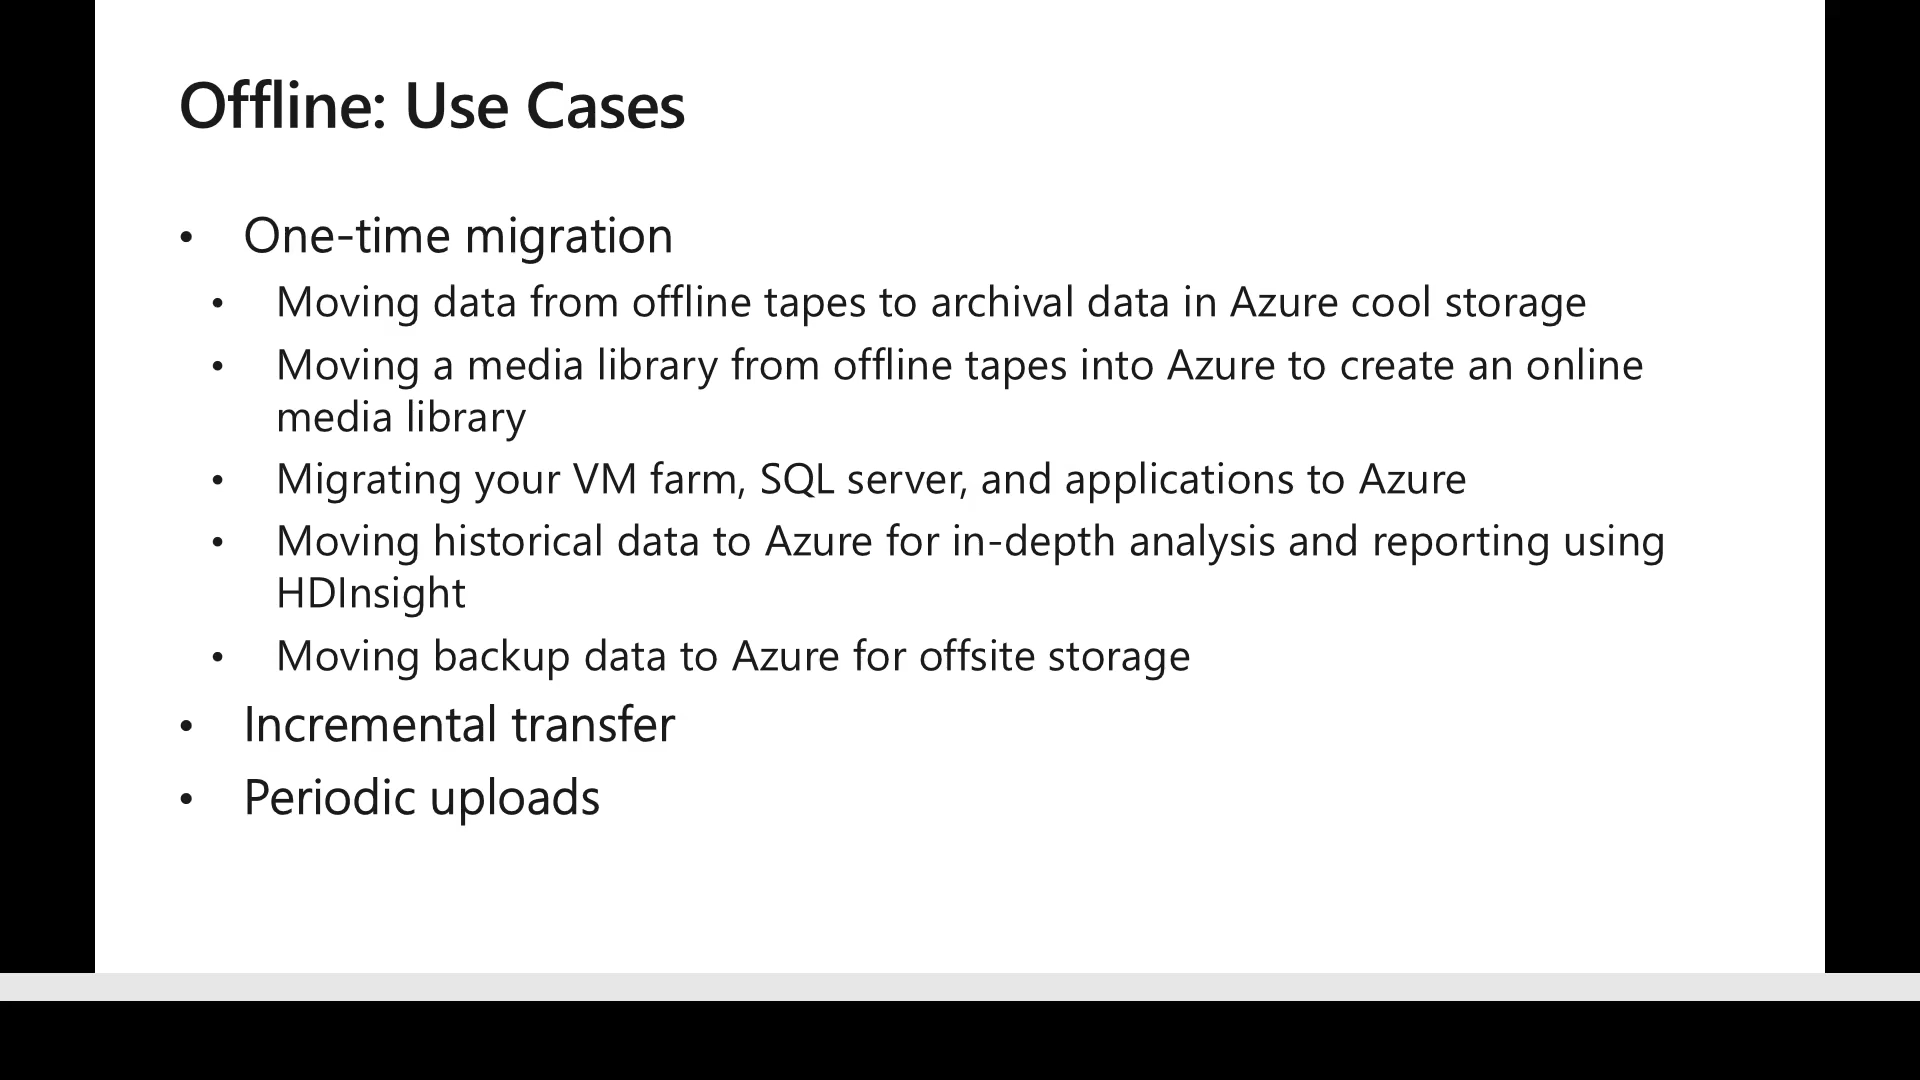 Offline: Use Cases
• One-time migration
• Moving data from offline tapes to archival data in Azure cool storage
• Moving a media library from offline tapes into Azure to create an online
media library
• Migrating your VM farm, SQL server, and applications to Azure
• Moving historical data to Azure for in-depth analysis and reporting using
HDInsight
• Moving backup data to Azure for offsite storage
• Incremental transfer
• Periodic uploads